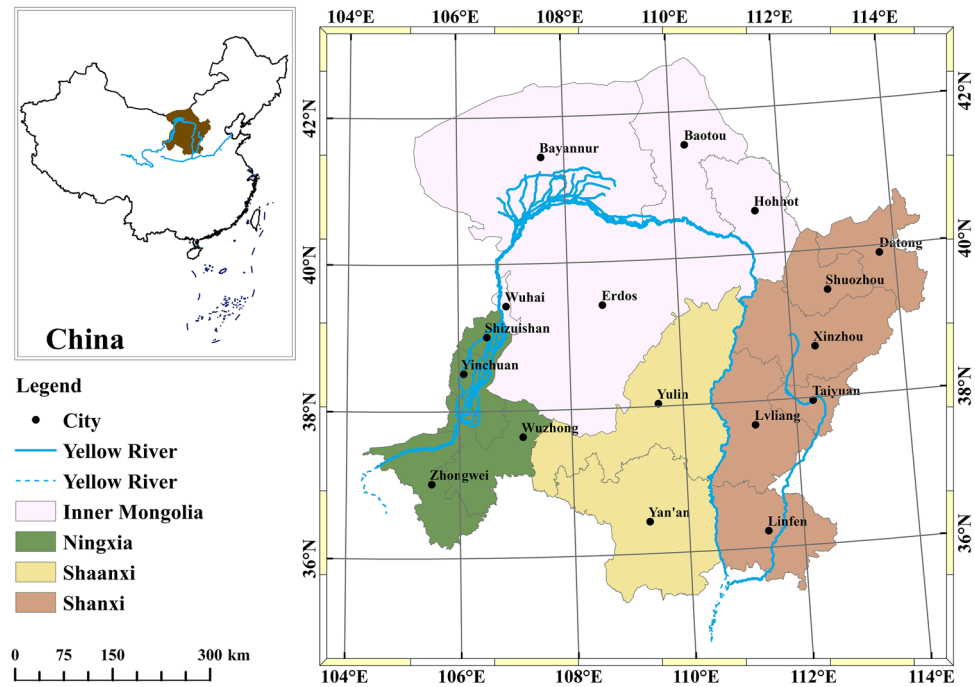 104°E 106°E 108°E 110°E 112°E 114°E
China
42°N
42°N
Baotou
Bayannur
Hohhot
40°N
40°N
Datong
Shuozhou
Wuhai
Erdos
Shizuishan
Xinzhou
Yinchuan
38°N
38°N
Yulin
Taiyuan
Lvliang
Wuzhong
Zhongwei
Yan'an
Linfen
36°N
36°N
104°E 106°E 108°E 110°E 112°E 114°E
Legend
City
Yellow River
Yellow River
Inner Mongolia
Ningxia
Shaanxi
Shanxi
0 75 150 300 km